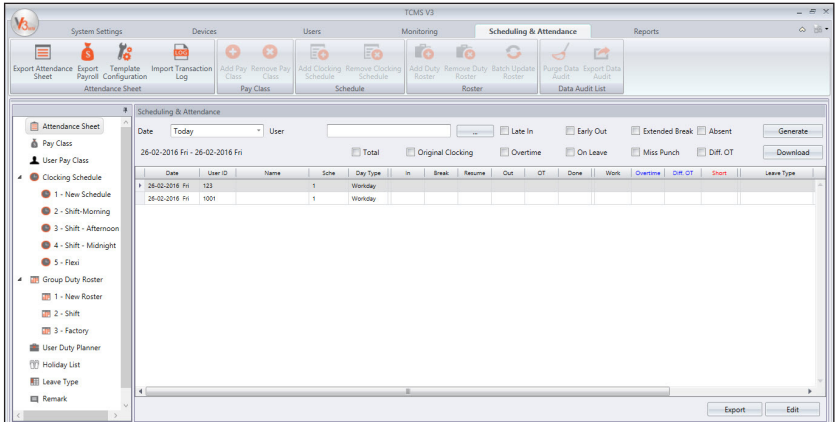 TCMS V3
V3
System Settings Devices Users Monitoring Scheduling & Attendance Reports
Export Attendance Sheet
Export Payroll
Template Configuration
Import Transaction Log
Add Pay Class
Remove Pay Class
Add Clocking Schedule
Remove Clocking Schedule
Add Duty Roster
Remove Duty Roster
Batch Update Roster
Purge Data Audit
Export Data Audit
Attendance Sheet Pay Class Schedule Roster Data Audit List
Attendance Sheet
Pay Class
User Pay Class
Clocking Schedule
1 - New Schedule
2 - Shift-Morning
3 - Shift - Afternoon
4 - Shift - Midnight
5 - Flexi
Group Duty Roster
1 - New Roster
2 - Shift
3 - Factory
User Duty Planner
Holiday List
Leave Type
Remark
Scheduling & Attendance
Date Today User ... Late In Early Out Extended Break Absent Generate
26-02-2016 Fri - 26-02-2016 Fri Total Original Clocking Overtime On Leave Miss Punch Diff. OT Download
Date User ID Name Sche Day Type In Break Resume Out OT Done Work Overtime Diff. OT Short Leave Type
26-02-2016 Fri 123 1 Workday
26-02-2016 Fri 1001 1 Workday
Export Edit